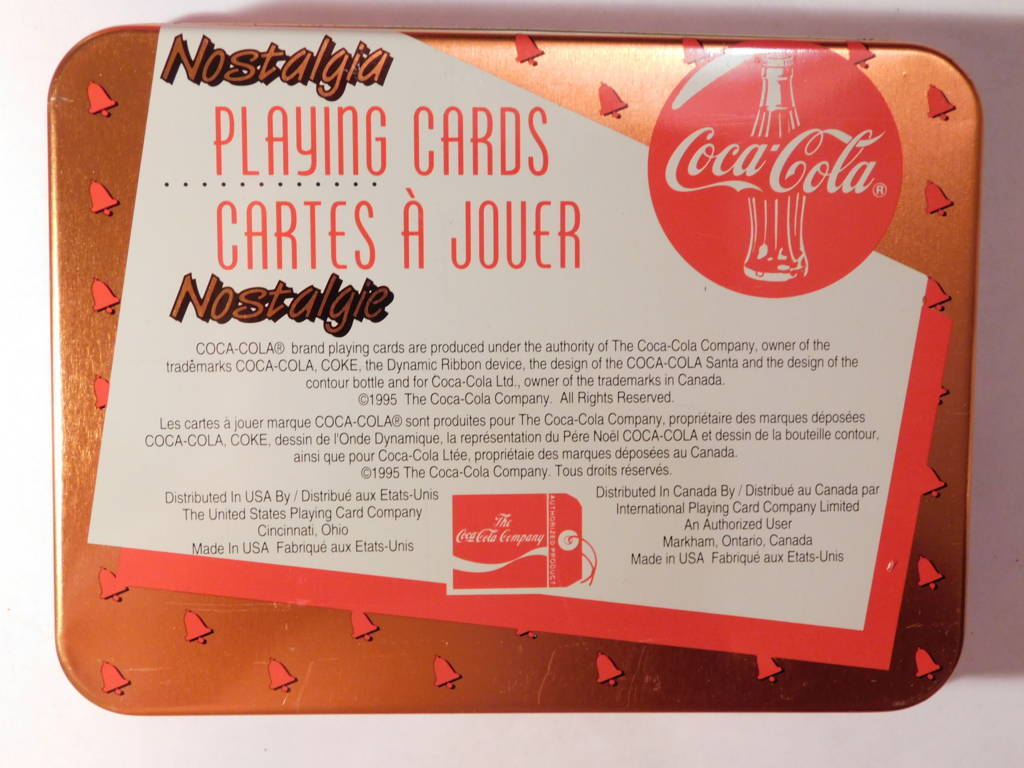 Nostalgia
PLAYING CARDS
CARTES À JOUER
Nostalgie
Coca-Cola®
COCA-COLA® brand playing cards are produced under the authority of The Coca-Cola Company, owner of the
trademarks COCA-COLA, COKE, the Dynamic Ribbon device, the design of the COCA-COLA Santa and the design of the
contour bottle and for Coca-Cola Ltd., owner of the trademarks in Canada.
©1995 The Coca-Cola Company. All Rights Reserved.
Les cartes à jouer marque COCA-COLA® sont produites pour The Coca-Cola Company, propriétaire des marques déposées
COCA-COLA, COKE, dessin de l'Onde Dynamique, la représentation du Père Noël COCA-COLA et dessin de la bouteille contour,
ainsi que pour Coca-Cola Ltée, propriétaie des marques déposées au Canada.
©1995 The Coca-Cola Company. Tous droits réservés.
Distributed In USA By / Distribué aux Etats-Unis
The United States Playing Card Company
Cincinnati, Ohio
Made In USA Fabriqué aux Etats-Unis
AUTHORIZED PRODUCT
The
Coca-Cola Company
Distributed In Canada By / Distribué au Canada par
International Playing Card Company Limited
An Authorized User
Markham, Ontario, Canada
Made in USA Fabriqué aux Etats-Unis